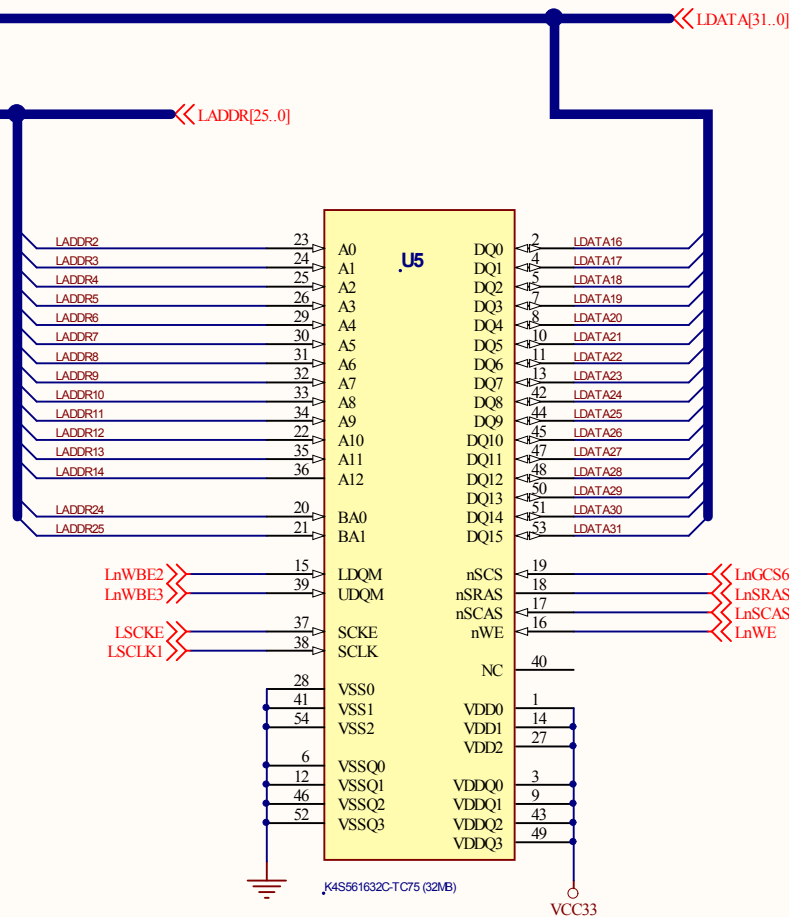 LDATA[31..0]
LADDR[25..0]
U5
LADDR2 23 A0 DQ0 2 LDATA16
LADDR3 24 A1 DQ1 4 LDATA17
LADDR4 25 A2 DQ2 5 LDATA18
LADDR5 26 A3 DQ3 7 LDATA19
LADDR6 29 A4 DQ4 8 LDATA20
LADDR7 30 A5 DQ5 10 LDATA21
LADDR8 31 A6 DQ6 11 LDATA22
LADDR9 32 A7 DQ7 13 LDATA23
LADDR10 33 A8 DQ8 42 LDATA24
LADDR11 34 A9 DQ9 44 LDATA25
LADDR12 22 A10 DQ10 45 LDATA26
LADDR13 35 A11 DQ11 47 LDATA27
LADDR14 36 A12 DQ12 48 LDATA28
DQ13 50 LDATA29
LADDR24 20 BA0 DQ14 51 LDATA30
LADDR25 21 BA1 DQ15 53 LDATA31
LnWBE2 15 LDQM nSCS 19 LnGCS6
LnWBE3 39 UDQM nSRAS 18 LnSRAS
nSCAS 17 LnSCAS
LSCKE 37 SCKE nWE 16 LnWE
LSCLK1 38 SCLK
NC 40
28 VSS0
41 VSS1 VDD0 1
54 VSS2 VDD1 14
VDD2 27
6 VSSQ0
12 VSSQ1 VDDQ0 3
46 VSSQ2 VDDQ1 9
52 VSSQ3 VDDQ2 43
VDDQ3 49
K4S561632C-TC75 (32MB)
VCC33